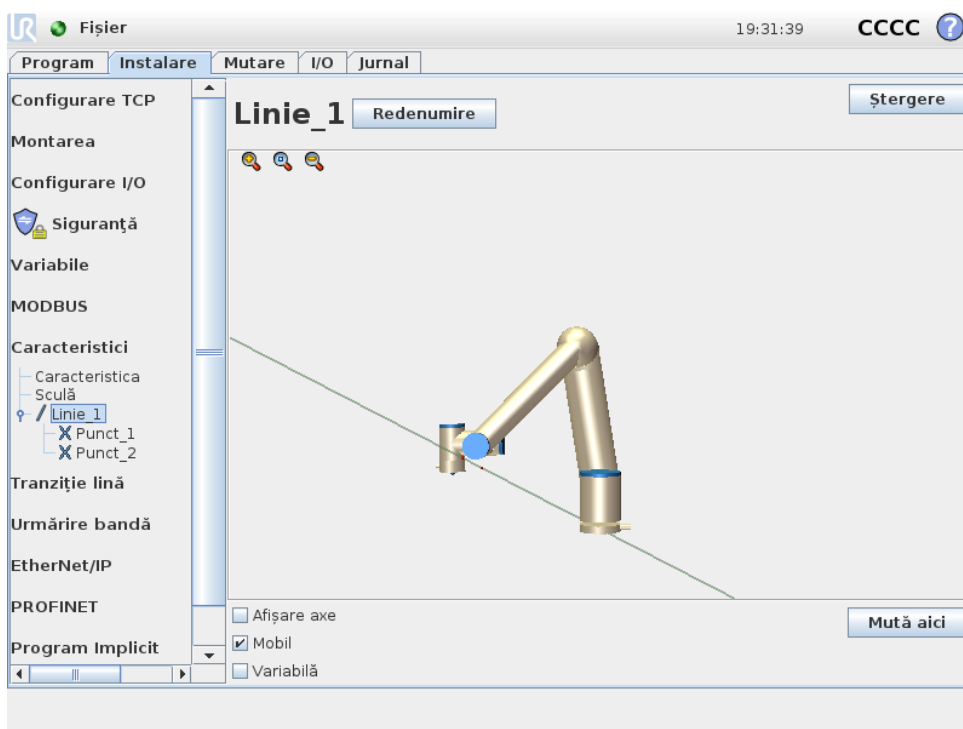 Fișier
19:31:39
CCCC
?
Program
Instalare
Mutare
I/O
Jurnal
Configurare TCP
Montarea
Configurare I/O
Siguranţă
Variabile
MODBUS
Caracteristici
Caracteristica
Sculă
Linie_1
Punct_1
Punct_2
Tranziție lină
Urmărire bandă
EtherNet/IP
PROFINET
Program Implicit
Linie_1
Redenumire
Ștergere
Afișare axe
Mobil
Variabilă
Mută aici